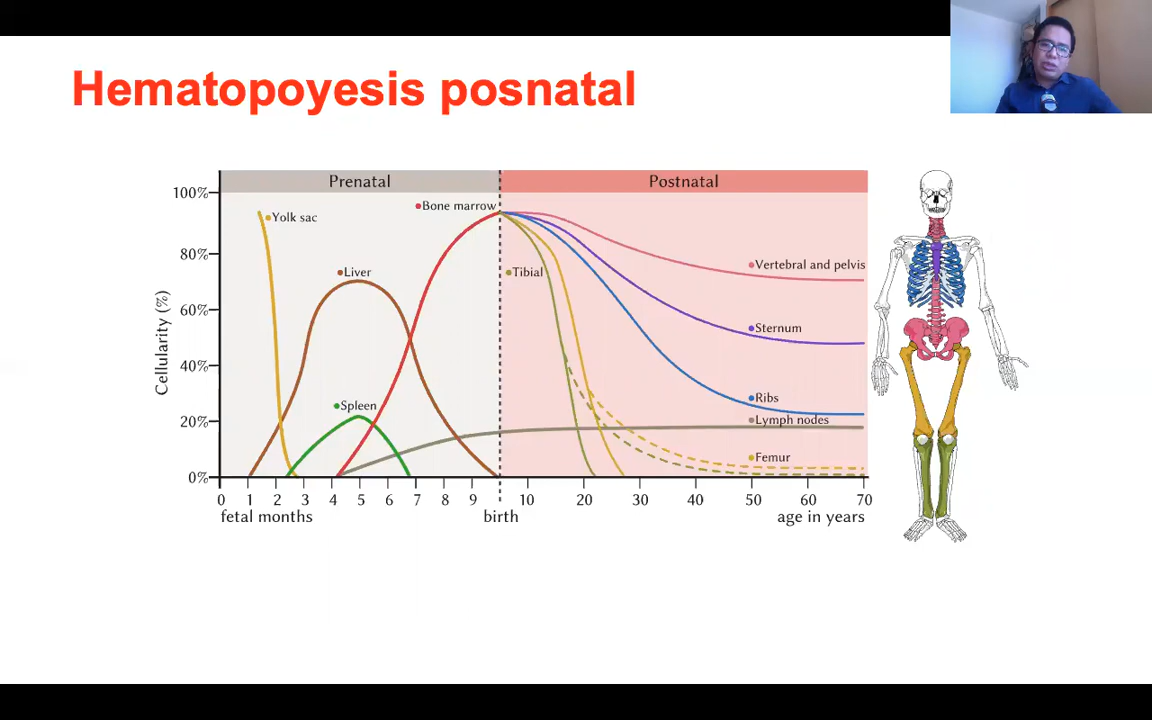 Hematopoyesis posnatal
Prenatal
Postnatal
100%
80%
60%
40%
20%
0%
Cellularity (%)
Yolk sac
Bone marrow
Liver
Tibial
Vertebral and pelvis
Sternum
Spleen
Ribs
Lymph nodes
Femur
0 1 2 3 4 5 6 7 8 9 10 20 30 40 50 60 70
fetal months birth age in years